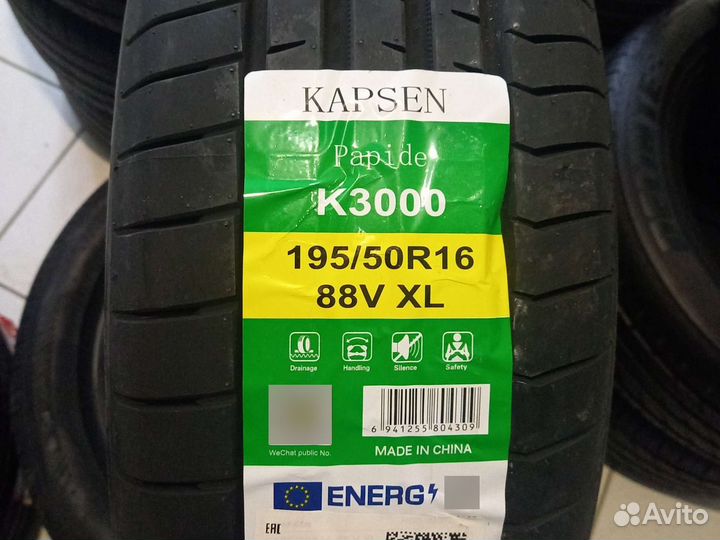 KAPSEN
Papide
K3000
195/50R16
88V XL
Drainage Handling Silence Safety
6 941255 804309
WeChat public No.
MADE IN CHINA
ENERG
EAC
Avito